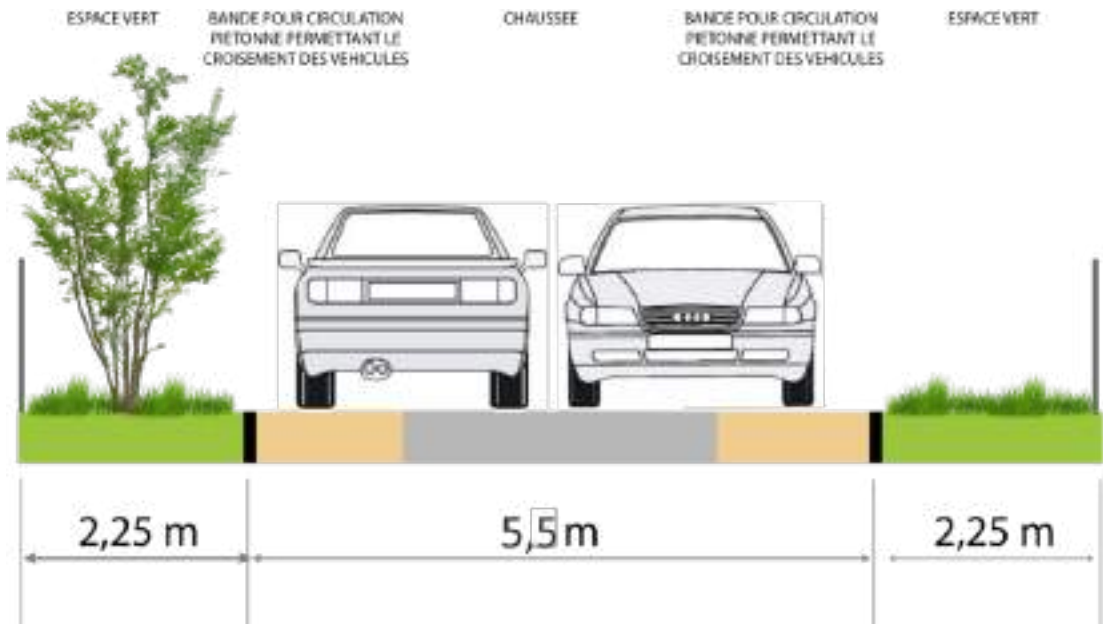 ESPACE VERT
BANDE POUR CIRCULATION
PIETONNE PERMETTANT LE
CROISEMENT DES VEHICULES
CHAUSSEE
BANDE POUR CIRCULATION
PIETONNE PERMETTANT LE
CROISEMENT DES VEHICULES
ESPACE VERT
2,25 m
5,5 m
2,25 m